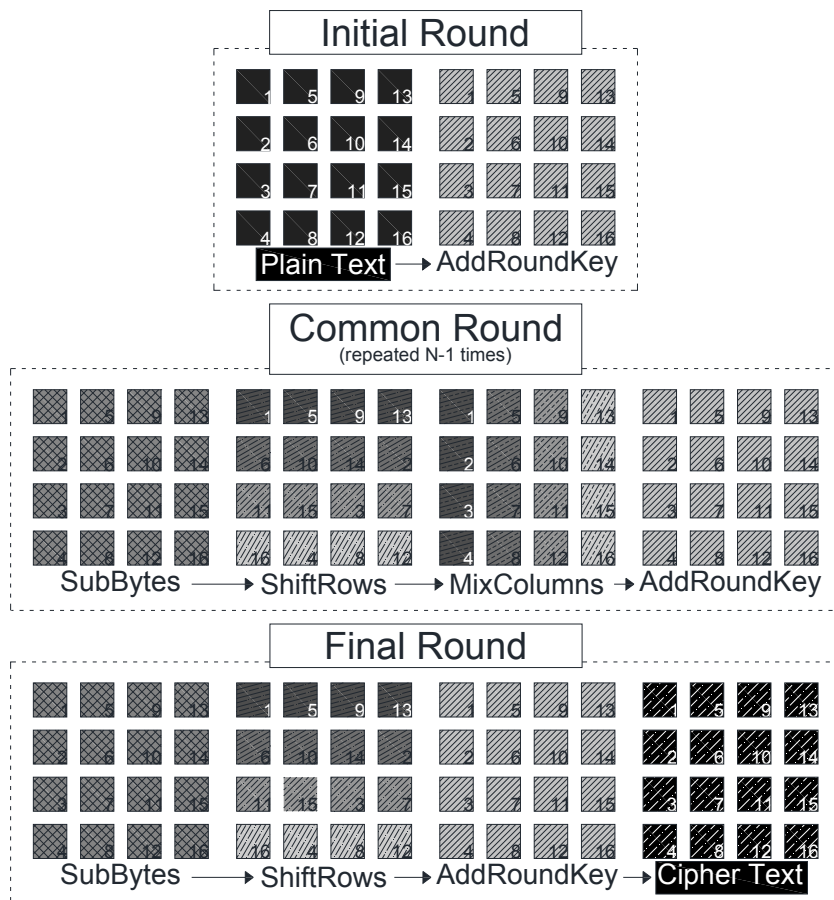 Initial Round
1 5 9 13 1 5 9 13
2 6 10 14 2 6 10 14
3 7 11 15 3 7 11 15
4 8 12 16 4 8 12 16
Plain Text AddRoundKey
Common Round
(repeated N-1 times)
1 5 9 13 1 5 9 13 1 5 9 13 1 5 9 13
2 6 10 14 6 10 14 2 2 6 10 14 2 6 10 14
3 7 11 15 11 15 3 7 3 7 11 15 3 7 11 15
4 8 12 16 16 4 8 12 4 8 12 16 4 8 12 16
SubBytes ShiftRows MixColumns AddRoundKey
Final Round
1 5 9 13 1 5 9 13 1 5 9 13 1 5 9 13
2 6 10 14 6 10 14 2 2 6 10 14 2 6 10 14
3 7 11 15 11 15 3 7 3 7 11 15 3 7 11 15
4 8 12 16 16 4 8 12 4 8 12 16 4 8 12 16
SubBytes ShiftRows AddRoundKey Cipher Text